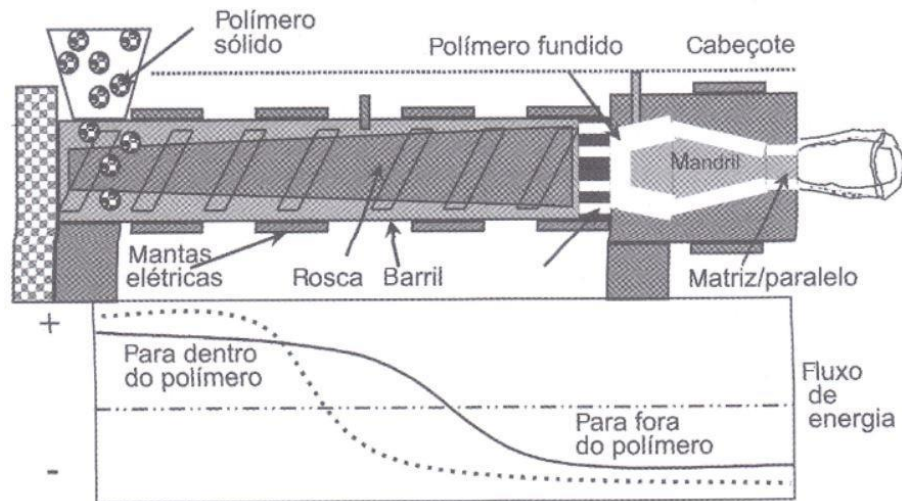 Polímero
sólido
Polímero fundido
Cabeçote
Mandril
Mantas
elétricas
Rosca
Barril
Matriz/paralelo
+
Para dentro
do polímero
Para fora
do polímero
-
Fluxo
de
energia